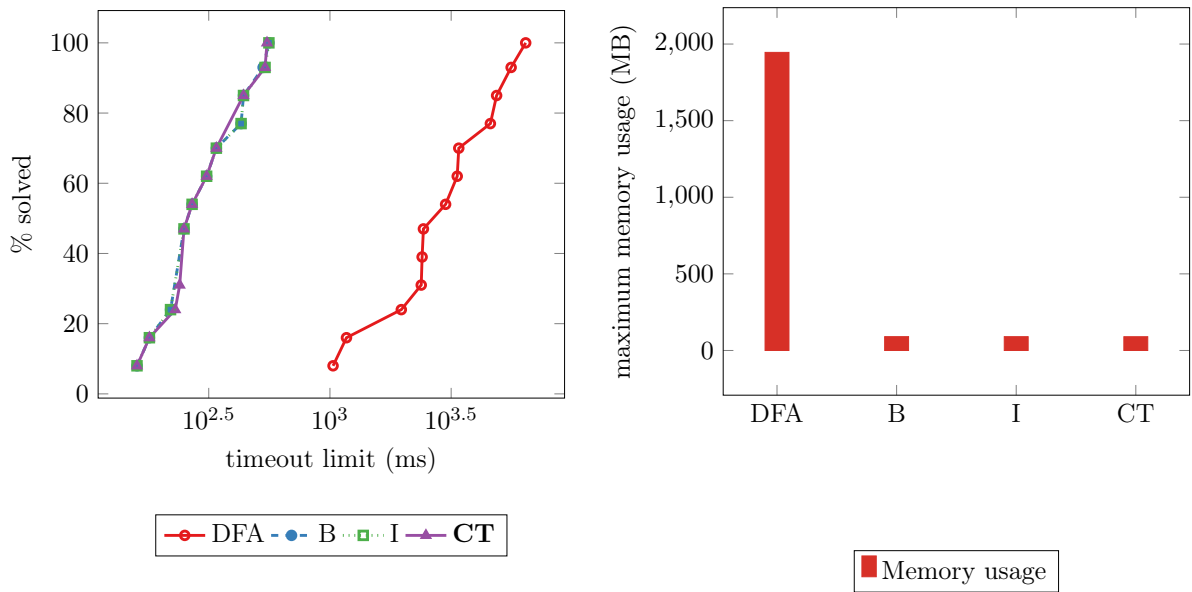 % solved
100
80
60
40
20
0
10^2.5 10^3 10^3.5
timeout limit (ms)
DFA B I CT
maximum memory usage (MB)
2,000
1,500
1,000
500
0
DFA B I CT
Memory usage